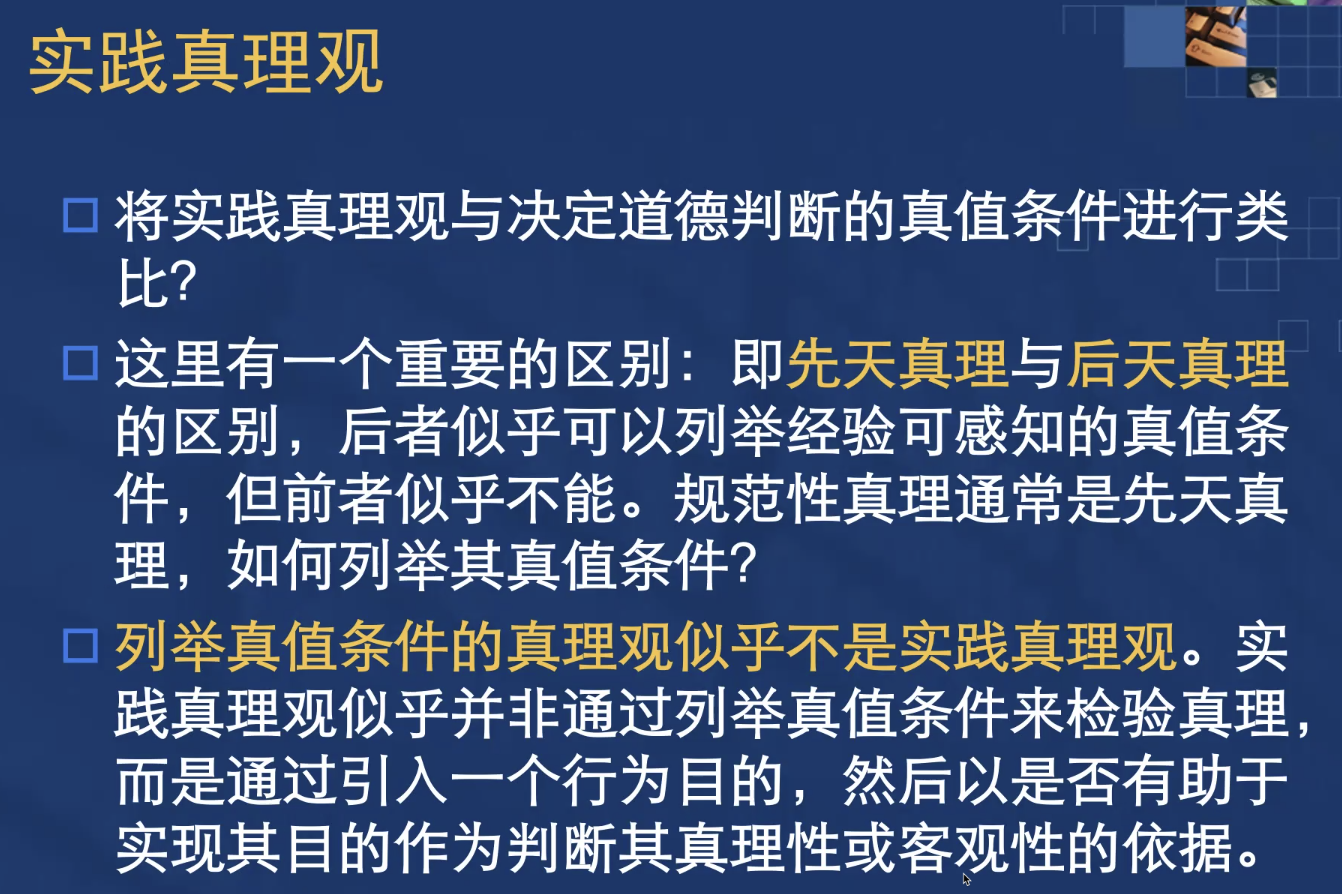 实践真理观
将实践真理观与决定道德判断的真值条件进行类
比？
这里有一个重要的区别：即先天真理与后天真理
的区别，后者似乎可以列举经验可感知的真值条
件，但前者似乎不能。规范性真理通常是先天真
理，如何列举其真值条件？
列举真值条件的真理观似乎不是实践真理观。实
践真理观似乎并非通过列举真值条件来检验真理，
而是通过引入一个行为目的，然后以是否有助于
实现其目的作为判断其真理性或客观性的依据。